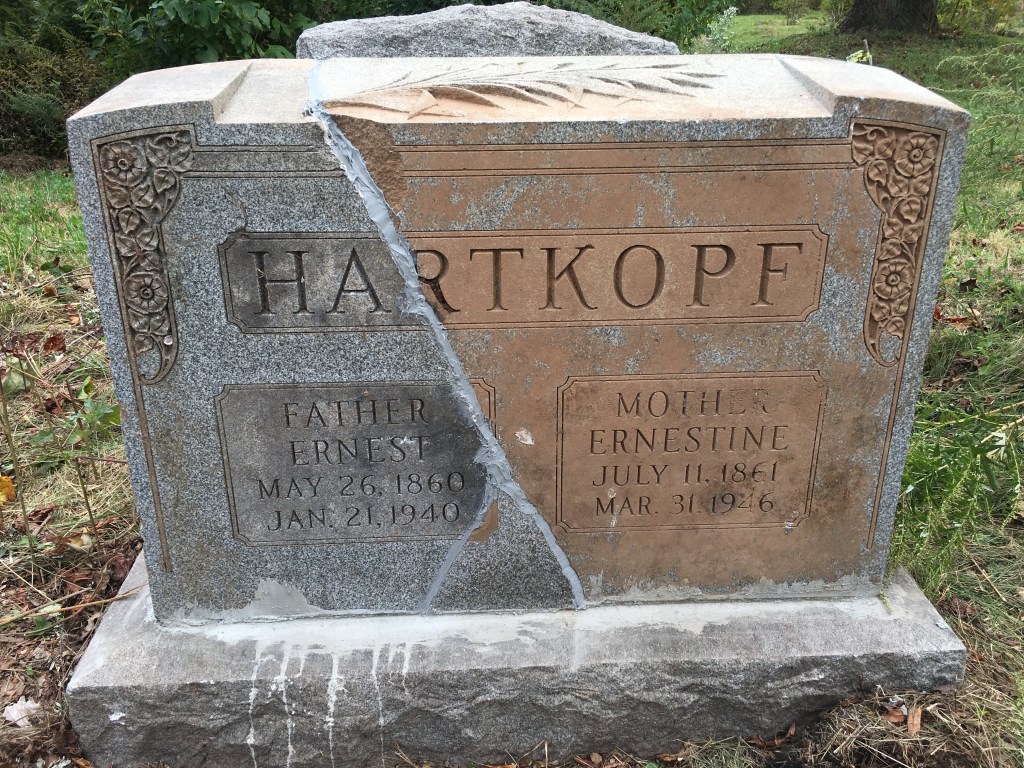 HARTKOPF
FATHER
ERNEST
MAY 26, 1860
JAN. 21, 1940
MOTHER
ERNESTINE
JULY 11, 1861
MAR. 31, 1946